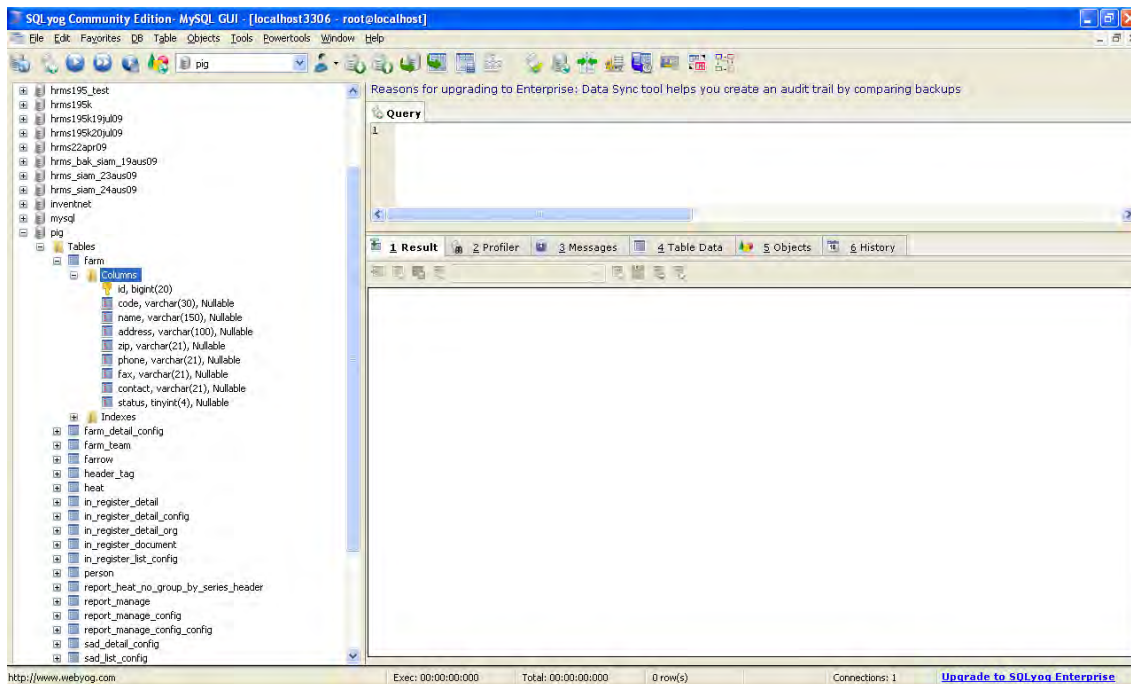 SQLyog Community Edition- MySQL GUI - [localhost3306 - root@localhost]
File Edit Favorites DB Table Objects Tools Powertools Window Help
pig
hrms195_test
hrms195k
hrms195k19jul09
hrms195k20jul09
hrms22apr09
hrms_bak_siam_19aus09
hrms_siam_23aus09
hrms_siam_24aus09
inventnet
mysql
pig
Tables
farm
Columns
id, bigint(20)
code, varchar(30), Nullable
name, varchar(150), Nullable
address, varchar(100), Nullable
zip, varchar(21), Nullable
phone, varchar(21), Nullable
fax, varchar(21), Nullable
contact, varchar(21), Nullable
status, tinyint(4), Nullable
Indexes
farm_detail_config
farm_team
farrow
header_tag
heat
in_register_detail
in_register_detail_config
in_register_detail_org
in_register_document
in_register_list_config
person
report_heat_no_group_by_series_header
report_manage
report_manage_config
report_manage_config_config
sad_detail_config
sad_list_config
Reasons for upgrading to Enterprise: Data Sync tool helps you create an audit trail by comparing backups
Query
1
1 Result 2 Profiler 3 Messages 4 Table Data 5 Objects 6 History
http://www.webyog.com Exec: 00:00:00:000 Total: 00:00:00:000 0 row(s) Connections: 1 Upgrade to SQLyog Enterprise